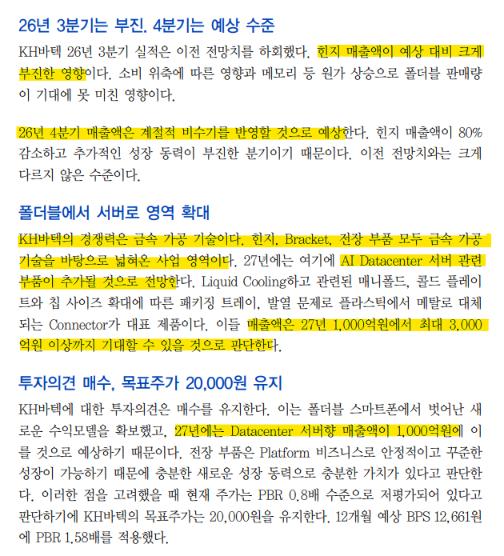 26년 3분기는 부진, 4분기는 예상 수준
KH바텍 26년 3분기 실적은 이전 전망치를 하회했다. 힌지 매출액이 예상 대비 크게
부진한 영향이다. 소비 위축에 따른 영향과 메모리 등 원가 상승으로 폴더블 판매량
이 기대에 못 미친 영향이다.
26년 4분기 매출액은 계절적 비수기를 반영할 것으로 예상한다. 힌지 매출액이 80%
감소하고 추가적인 성장 동력이 부진한 분기이기 때문이다. 이전 전망치와는 크게
다르지 않은 수준이다.
폴더블에서 서버로 영역 확대
KH바텍의 경쟁력은 금속 가공 기술이다. 힌지, Bracket, 전장 부품 모두 금속 가공
기술을 바탕으로 넓혀온 사업 영역이다. 27년에는 여기에 AI Datacenter 서버 관련
부품이 추가될 것으로 전망한다. Liquid Cooling하고 관련된 매니폴드, 콜드 플레이
트와 칩 사이즈 확대에 따른 패키징 트레이, 발열 문제로 플라스틱에서 메탈로 대체
되는 Connector가 대표 제품이다. 이들 매출액은 27년 1,000억원에서 최대 3,000
억원 이상까지 기대할 수 있을 것으로 판단한다.
투자의견 매수, 목표주가 20,000원 유지
KH바텍에 대한 투자의견은 매수를 유지한다. 이는 폴더블 스마트폰에서 벗어난 새
로운 수익모델을 확보했고, 27년에는 Datacenter 서버향 매출액이 1,000억원에 이
를 것으로 예상하기 때문이다. 전장 부품은 Platform 비즈니스로 안정적이고 꾸준한
성장이 가능하기 때문에 충분한 새로운 성장 동력으로 충분한 가치가 있다고 판단한
다. 이러한 점을 고려했을 때 현재 주가는 PBR 0.8배 수준으로 저평가되어 있다고
판단하기에 KH바텍의 목표주가는 20,000원을 유지한다. 12개월 예상 BPS 12,661원
에 PBR 1.58배를 적용했다.